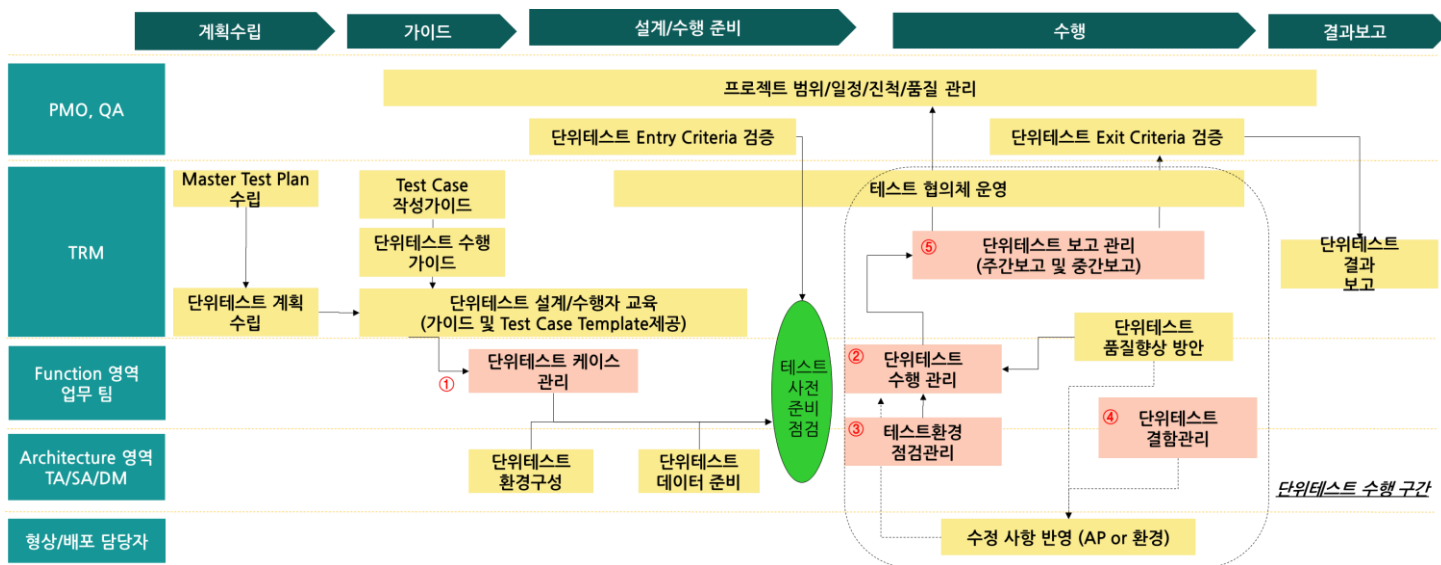 계획수립
가이드
설계/수행 준비
수행
결과보고
PMO, QA
프로젝트 범위/일정/진척/품질 관리
단위테스트 Entry Criteria 검증
단위테스트 Exit Criteria 검증
TRM
Master Test Plan
수립
Test Case
작성가이드
테스트 협의체 운영
단위테스트 수행
가이드
⑤
단위테스트 보고 관리
(주간보고 및 중간보고)
단위테스트
결과
보고
단위테스트 계획
수립
단위테스트 설계/수행자 교육
(가이드 및 Test Case Template제공)
Function 영역
업무 팀
①
단위테스트 케이스
관리
테스트
사전
준비
점검
②
단위테스트
수행 관리
단위테스트
품질향상 방안
Architecture 영역
TA/SA/DM
단위테스트
환경구성
단위테스트
데이터 준비
③
테스트환경
점검관리
④
단위테스트
결함관리
단위테스트 수행 구간
형상/배포 담당자
수정 사항 반영 (AP or 환경)